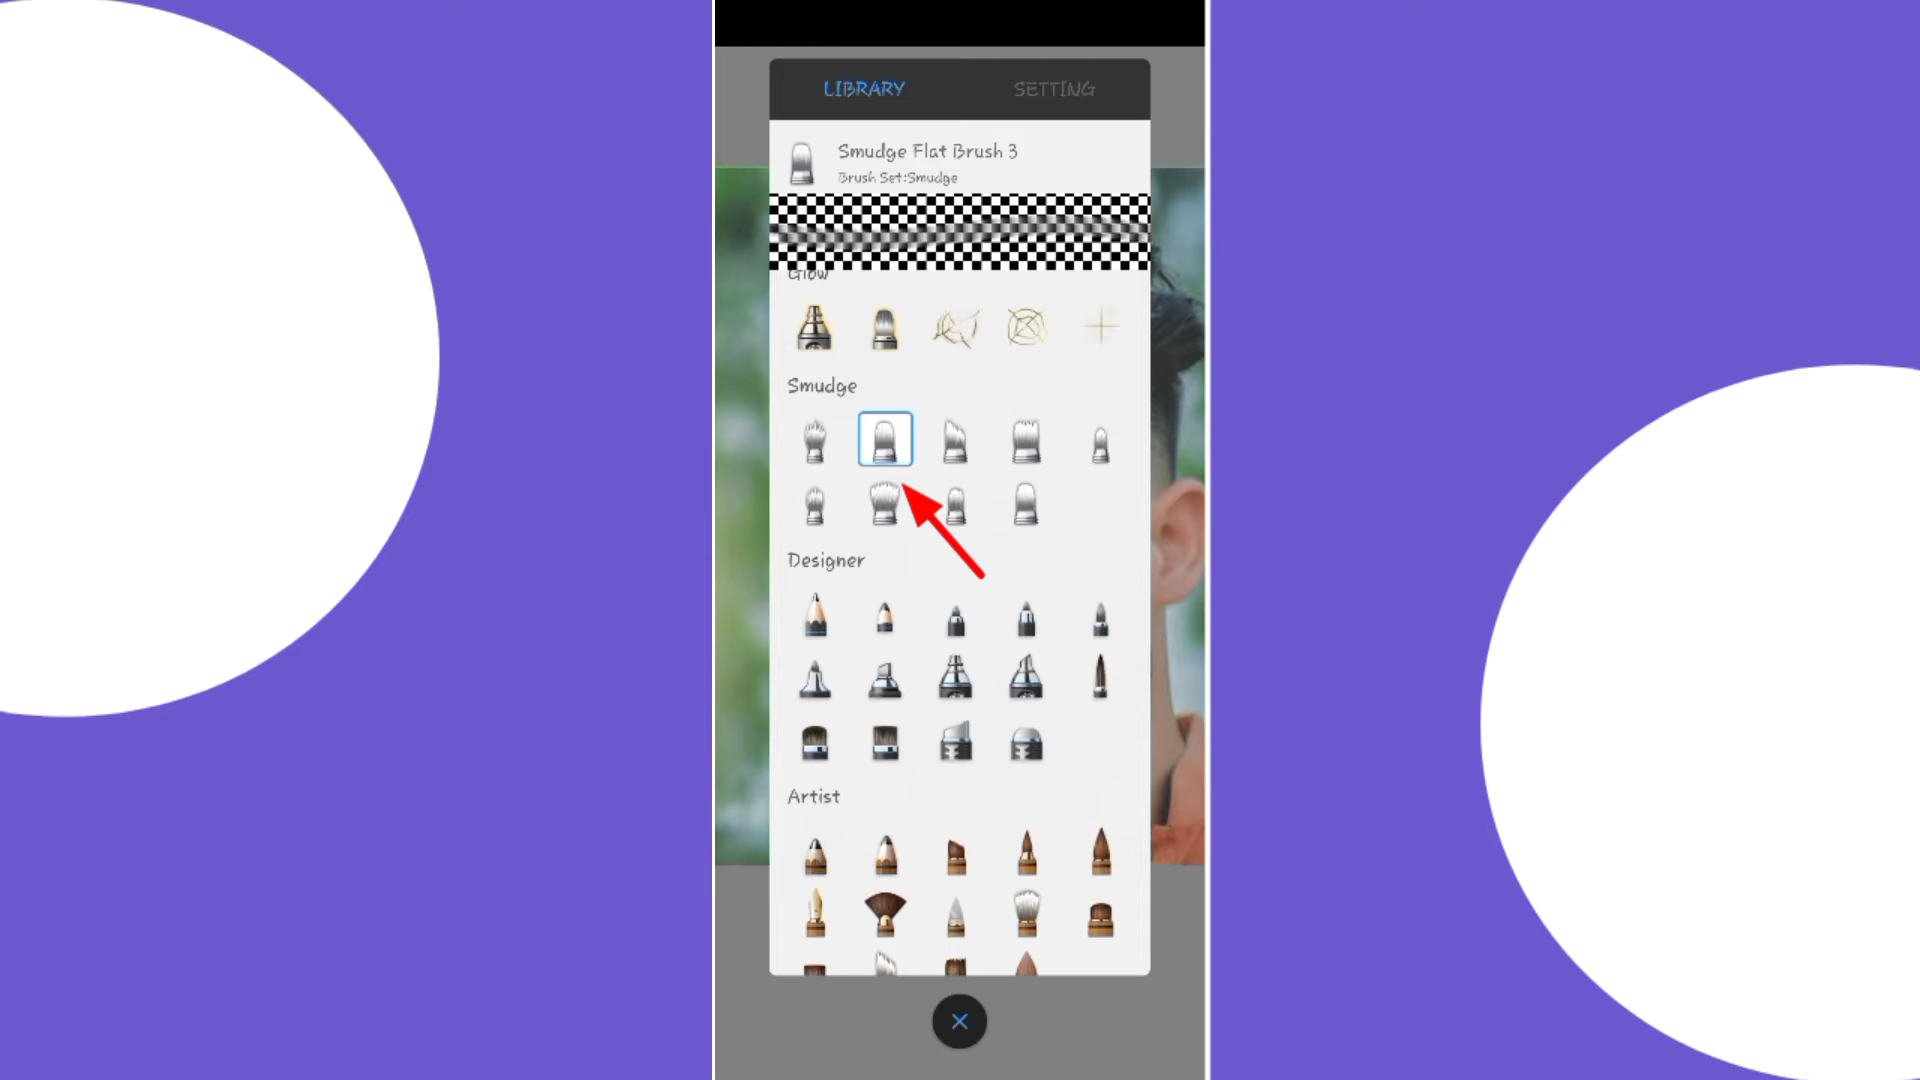 LIBRARY SETTING
Smudge Flat Brush 3
Brush Set:Smudge
Glow
Smudge
Designer
Artist